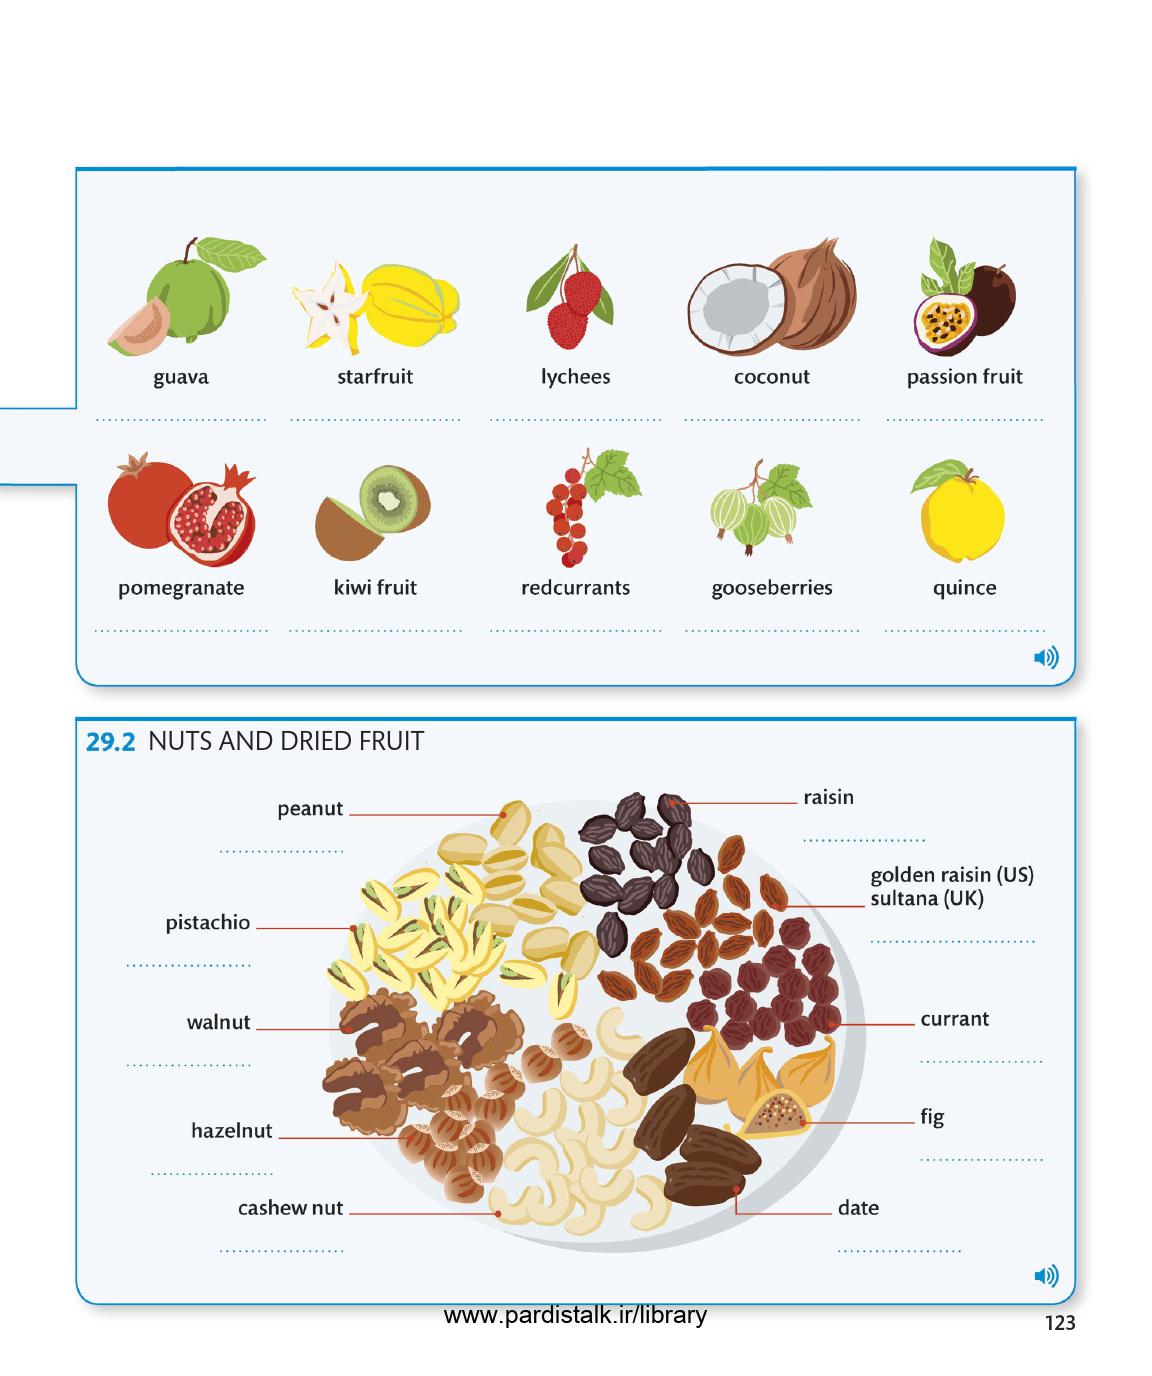 guava
starfruit
lychees
coconut
passion fruit
pomegranate
kiwi fruit
redcurrants
gooseberries
quince
29.2 NUTS AND DRIED FRUIT
peanut
raisin
golden raisin (US)
sultana (UK)
pistachio
walnut
currant
hazelnut
fig
cashew nut
date
www.pardistalk.ir/library
123